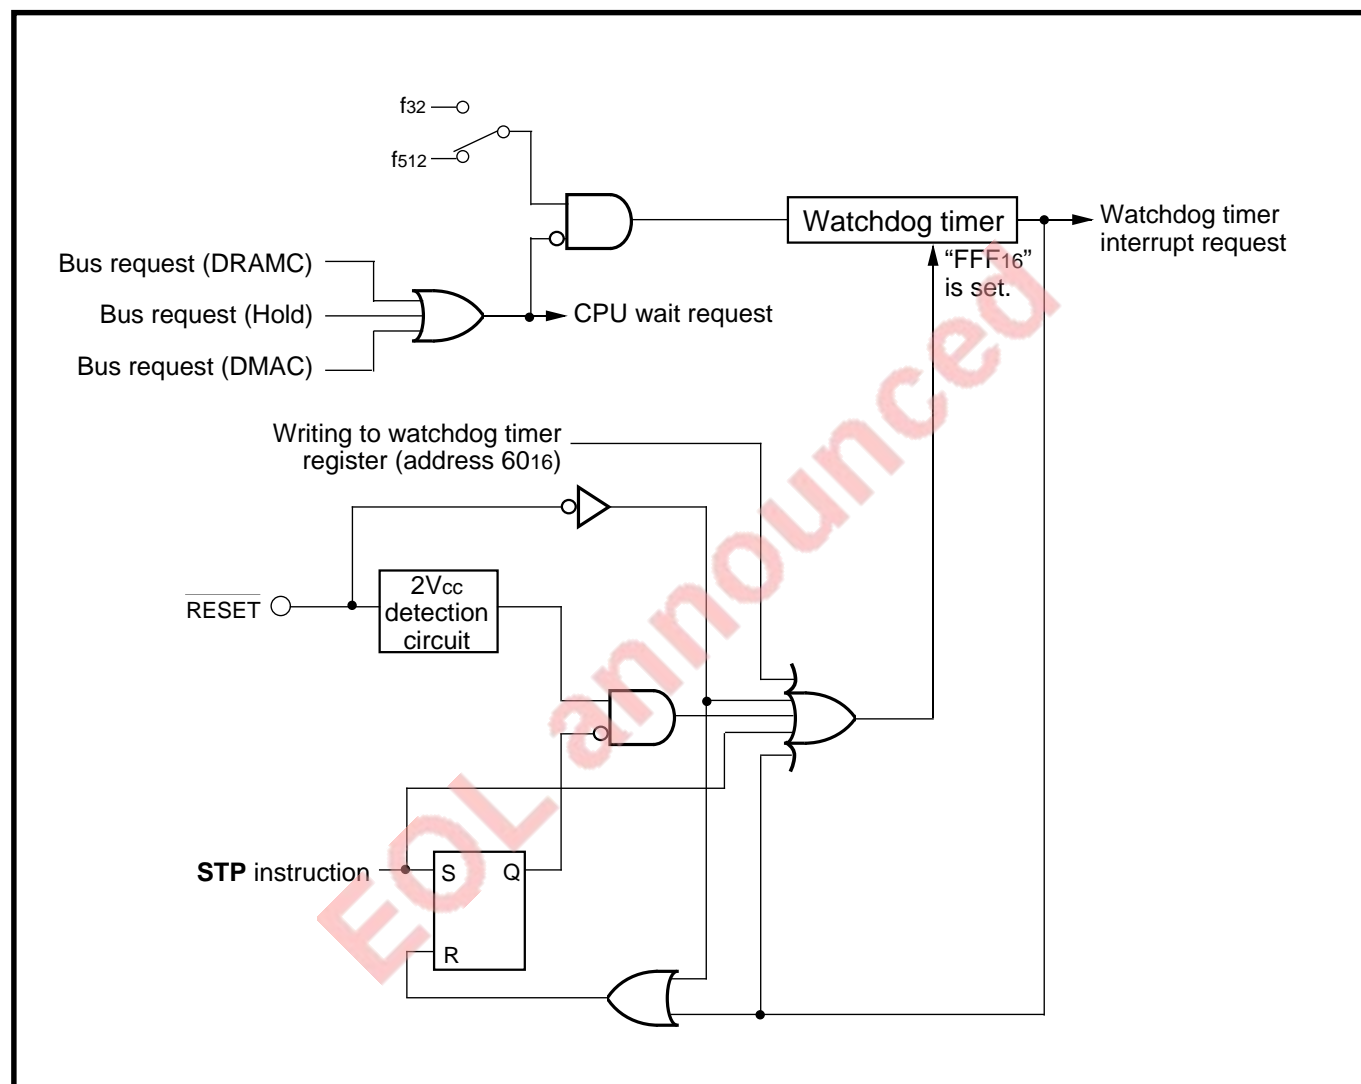 f32
f512
Watchdog timer
Watchdog timer
interrupt request
"FFF16"
is set.
Bus request (DRAMC)
Bus request (Hold)
CPU wait request
Bus request (DMAC)
Writing to watchdog timer
register (address 6016)
RESET
2Vcc
detection
circuit
STP instruction
S
Q
R
EOL announced